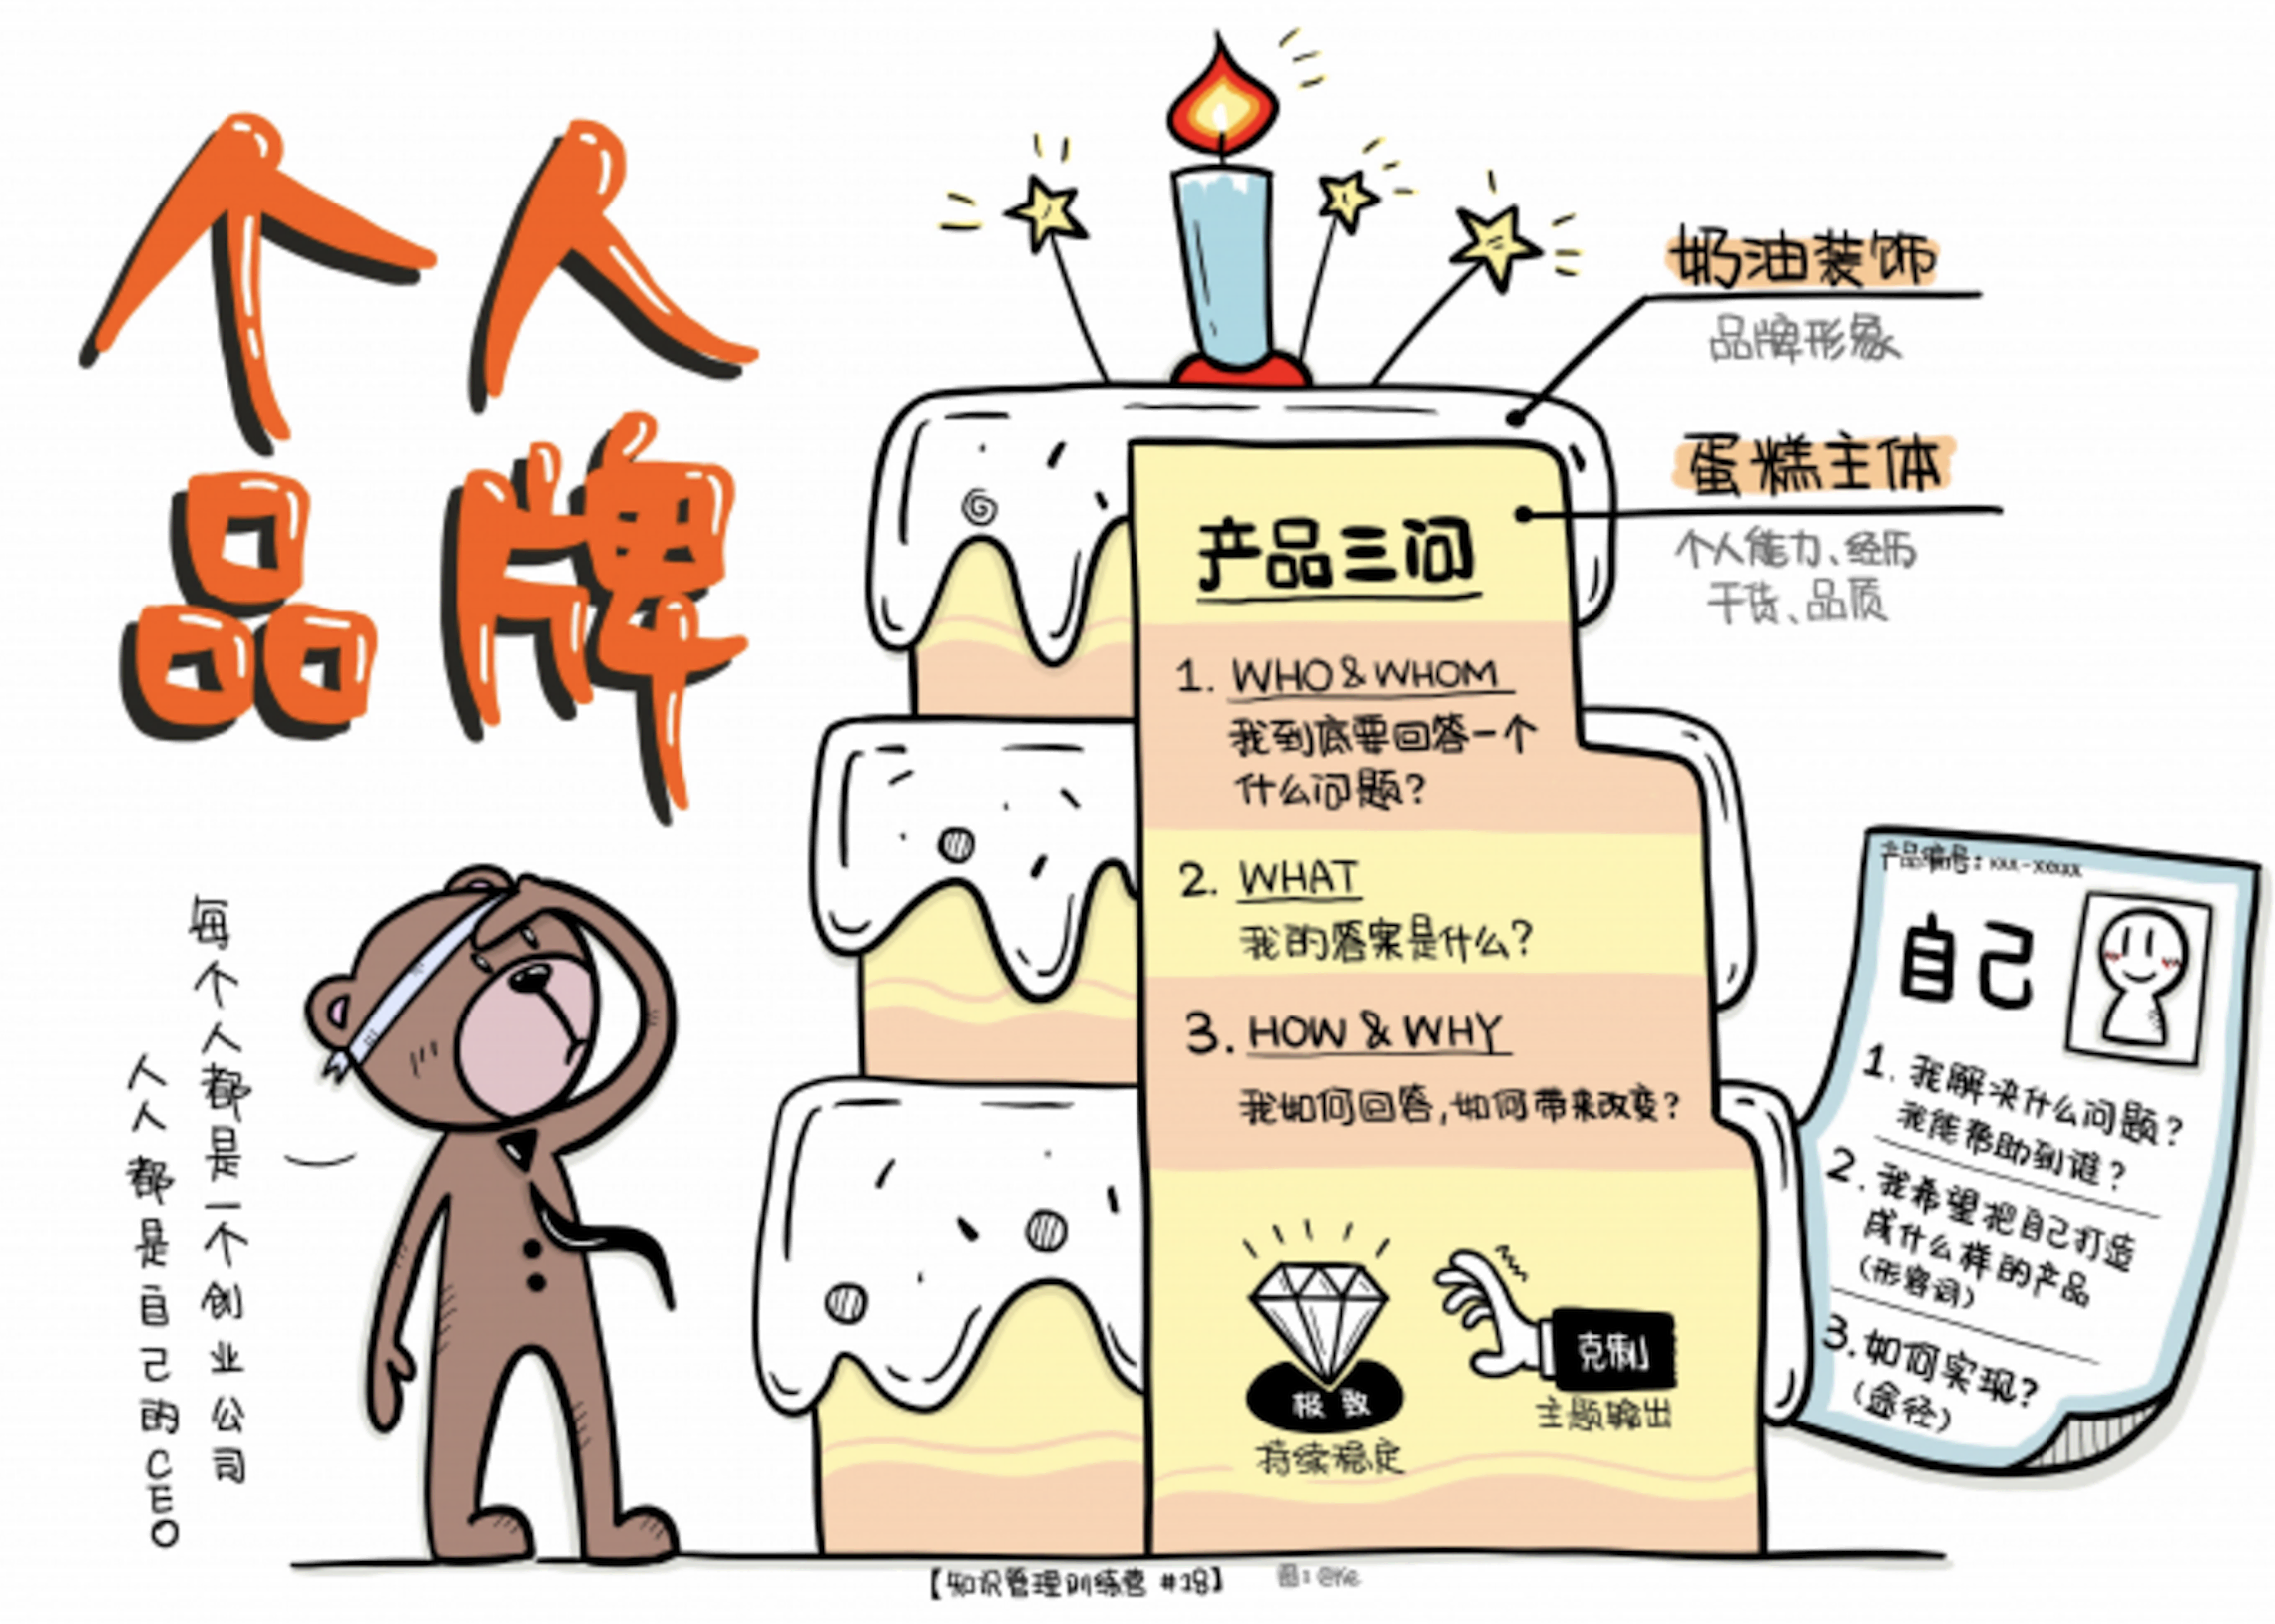 个人
品牌
奶油装饰
品牌形象
蛋糕主体
个人能力、经历
干货、品质
产品三问
1. WHO & WHOM
我到底要回答一个
什么问题?
2. WHAT
我的答案是什么?
3. HOW & WHY
我如何回答,如何带来改变?
极致
持续稳定
克制
主题输出
产品编号:xxx-xxxxx
自己
1. 我解决什么问题?
我能帮助到谁?
2. 我希望把自己打造
成什么样的产品
(形容词)
3. 如何实现?
(途径)
每个人都是一个创业公司
人人都是自己的CEO
【知识管理训练营 #18】
图:@Yie